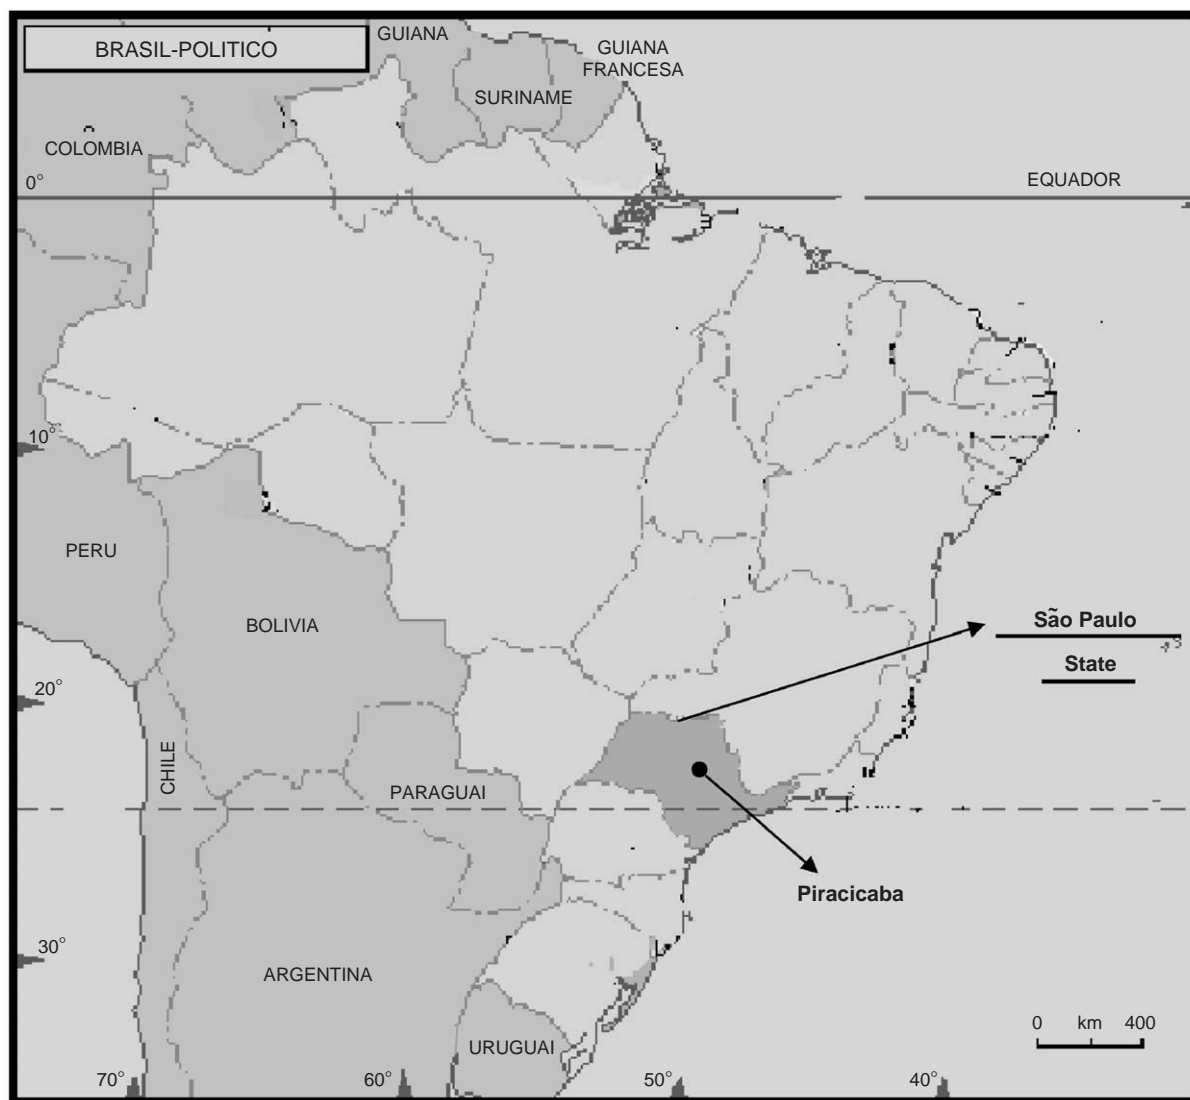 BRASIL-POLITICO
GUIANA
GUIANA
FRANCESA
SURINAME
COLOMBIA
0°
EQUADOR
10°
PERU
BOLIVIA
São Paulo
State
20°
CHILE
PARAGUAI
Piracicaba
30°
ARGENTINA
URUGUAI
0 km 400
70°
60°
50°
40°